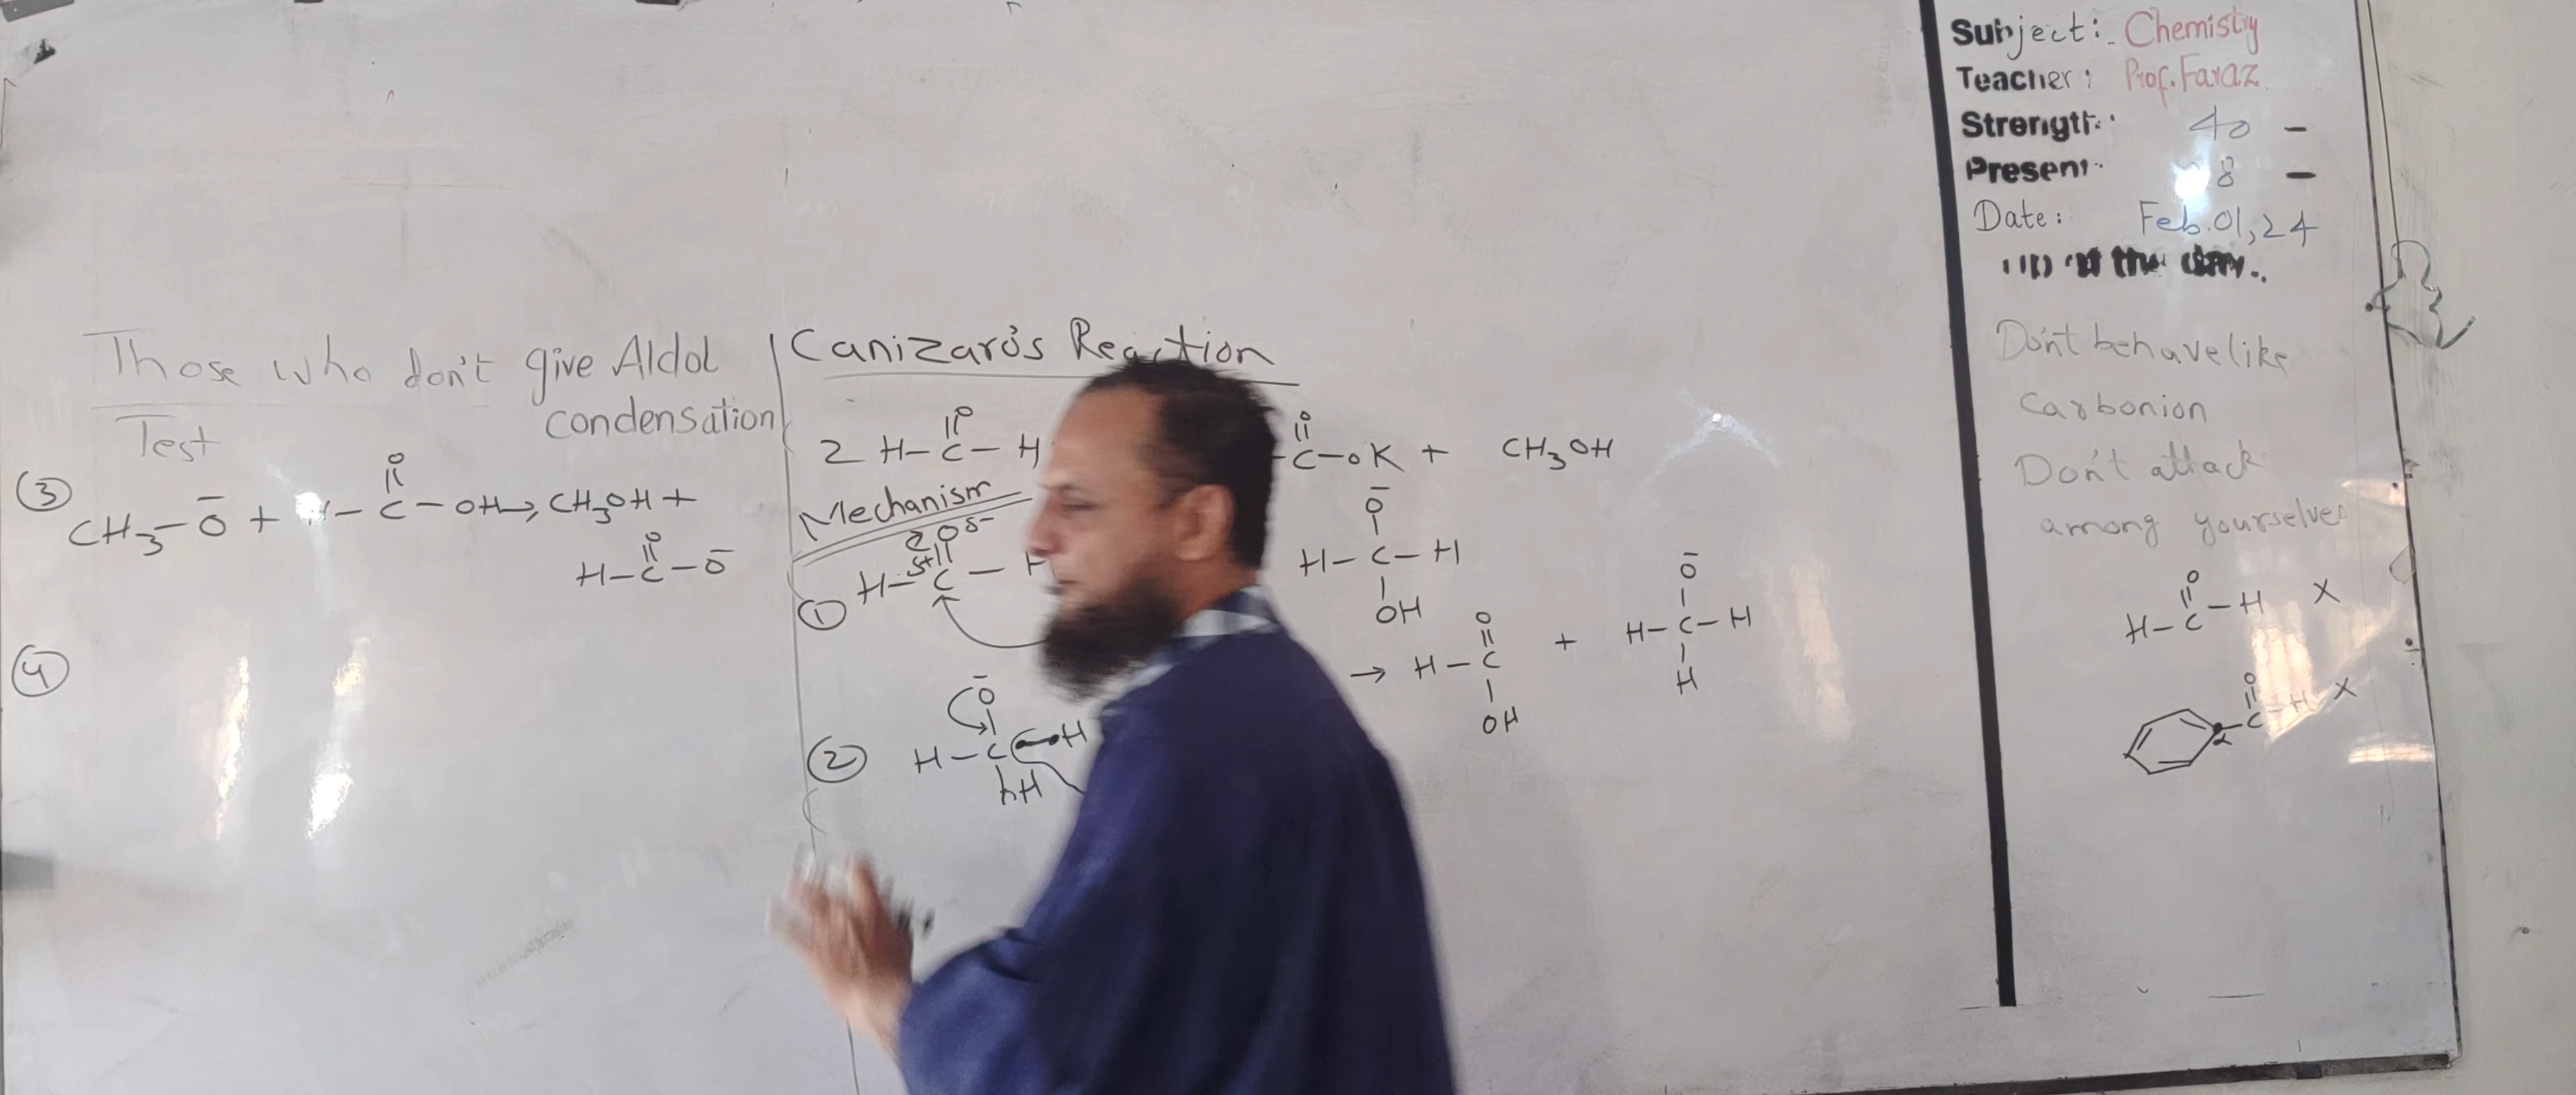 Subject: Chemistry
Teacher: Prof. Faraz
Strength: 40 -
Present 8 -
Date: Feb. 01, 24
Don't behave like
Carbonion
Don't attack
among yourselves
O
H-C-H X
O
C-H X
α
Those who don't give Aldol
condensation
Test
③ CH3-O⁻ + -C-OH → CH3OH +
O
H-C-O⁻
④
Canizaro's Reaction
O O
2 H-C-H C-OK + CH3OH
Mechanism
① H-C- H-C-H
O δ-
δ+
O⁻
OH
② H-C-H → H-C + H-C-H
O⁻
O
OH
O⁻
H